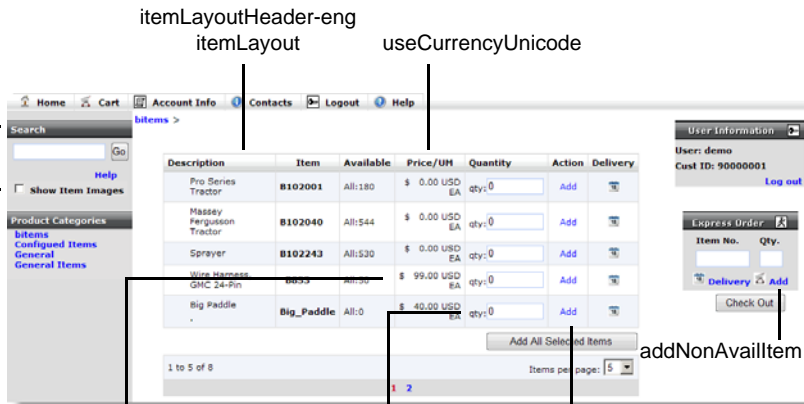 itemLayoutHeader-eng
itemLayout
useCurrencyUnicode
Home Cart Account Info Contacts Logout Help
Search
Go
Help
Show Item Images
Product Categories
bitems
Configued Items
General
General Items
bitems >
Description Item Available Price/UM Quantity Action Delivery
Pro Series Tractor B102001 All:180 $ 0.00 USD EA qty: 0 Add
Massey Fergusson Tractor B102040 All:544 $ 0.00 USD EA qty: 0 Add
Sprayer B102243 All:530 $ 0.00 USD EA qty: 0 Add
Wire Harness, GMC 24-Pin B895 All:50 $ 99.00 USD EA qty: 0 Add
Big Paddle . Big_Paddle All:0 $ 40.00 USD EA qty: 0 Add
Add All Selected Items
1 to 5 of 8 Items per page: 5
1 2
User Information
User: demo
Cust ID: 90000001
Log out
Express Order
Item No. Qty.
Delivery Add
Check Out
addNonAvailItem